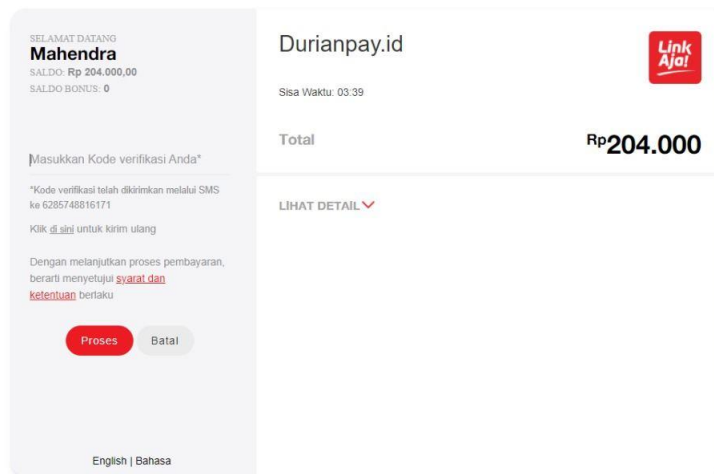 SELAMAT DATANG
Mahendra
SALDO: Rp 204.000,00
SALDO BONUS: 0
Masukkan Kode verifikasi Anda*
*Kode verifikasi telah dikirimkan melalui SMS
ke 6285748816171
Klik di sini untuk kirim ulang
Dengan melanjutkan proses pembayaran,
berarti menyetujui syarat dan
ketentuan berlaku
Proses Batal
English | Bahasa
Durianpay.id
Link
Aja!
Sisa Waktu: 03:39
Total Rp204.000
LIHAT DETAIL